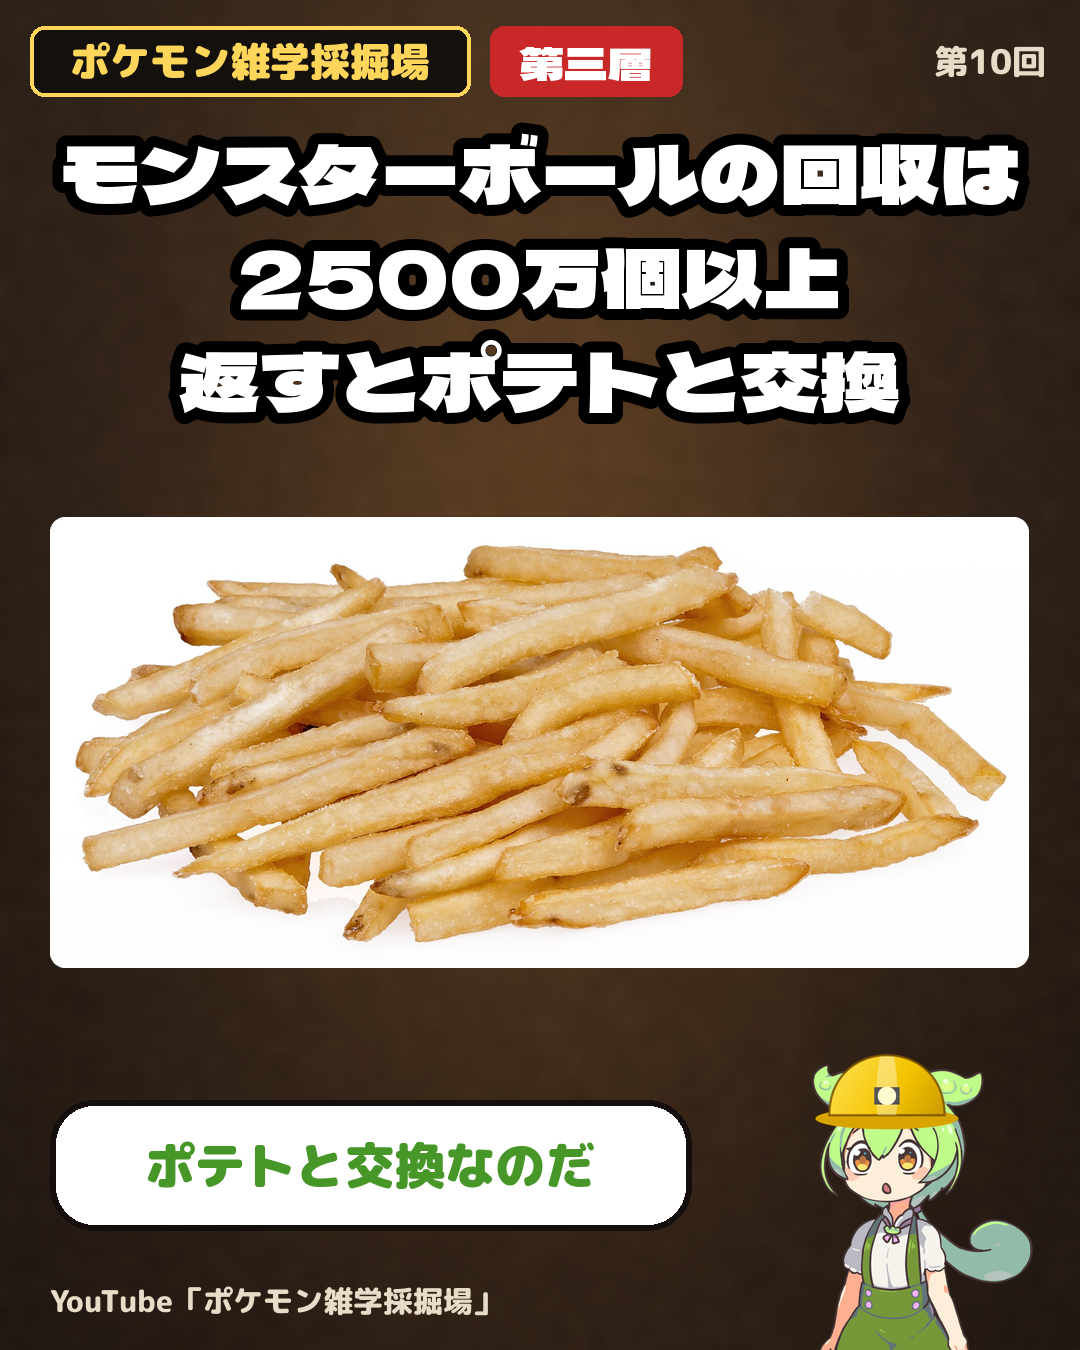 ポケモン雑学採掘場
第三層
第10回
モンスターボールの回収は
2500万個以上
返すとポテトと交換
ポテトと交換なのだ
YouTube「ポケモン雑学採掘場」